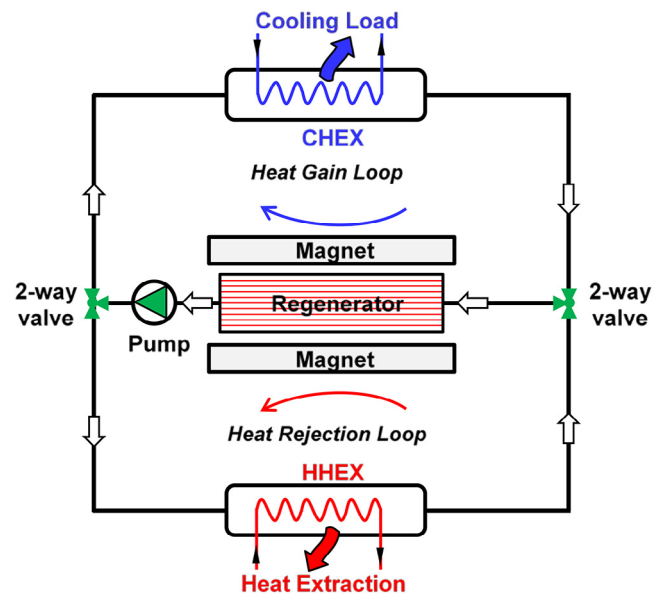 Cooling Load
CHEX
Heat Gain Loop
Magnet
2-way
valve
Regenerator
2-way
valve
Pump
Magnet
Heat Rejection Loop
HHEX
Heat Extraction